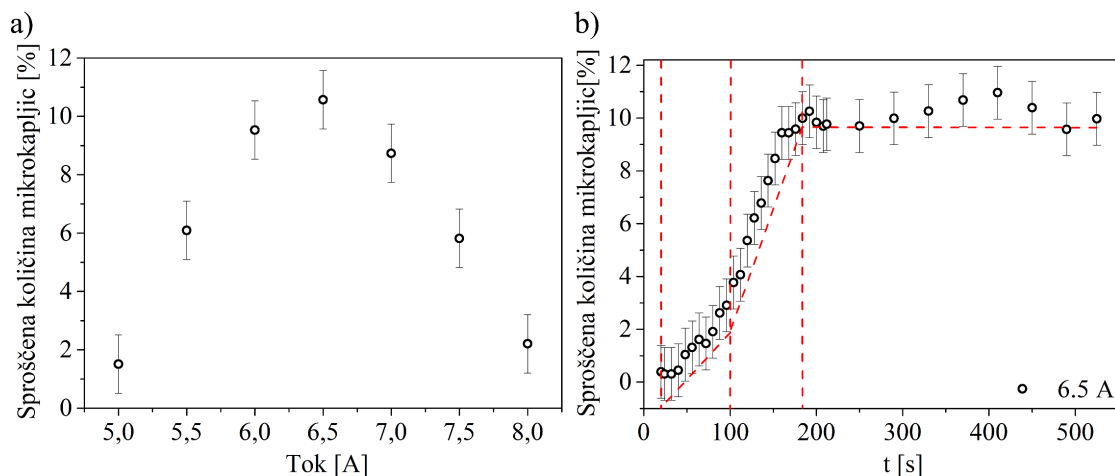 a)
Sproščena količina mikrokapljic [%]
12
10
8
6
4
2
0
5,0 5,5 6,0 6,5 7,0 7,5 8,0
Tok [A]
b)
Sproščena količina mikrokapljic[%]
12
10
8
6
4
2
0
6.5 A
0 100 200 300 400 500
t [s]